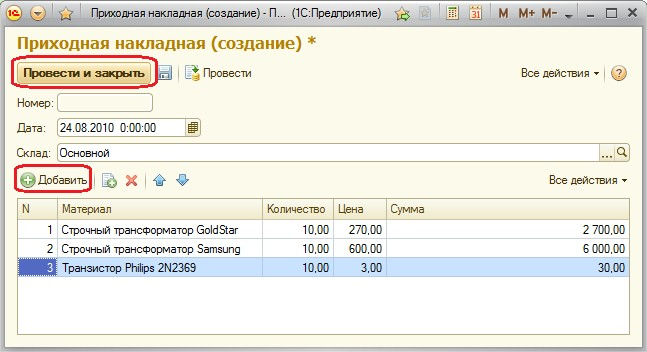 Приходная накладная (создание) - П... (1С:Предприятие)
M M+ M-
Приходная накладная (создание) *
Провести и закрыть Провести Все действия
Номер:
Дата: 24.08.2010 0:00:00
Склад: Основной ...
Добавить Все действия
N Материал Количество Цена Сумма
1 Строчный трансформатор GoldStar 10,00 270,00 2 700,00
2 Строчный трансформатор Samsung 10,00 600,00 6 000,00
3 Транзистор Philips 2N2369 10,00 3,00 30,00